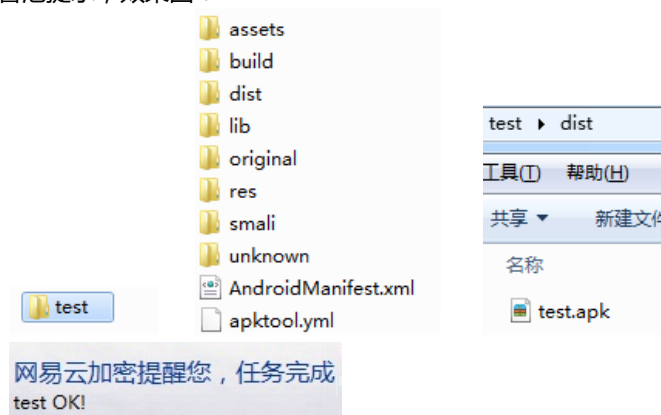 assets
build
dist
lib
original
res
smali
unknown
AndroidManifest.xml
apktool.yml
test
test ▸ dist
工具(T) 帮助(H)
共享 ▼ 新建文件
名称
test.apk
网易云加密提醒您，任务完成
test OK!